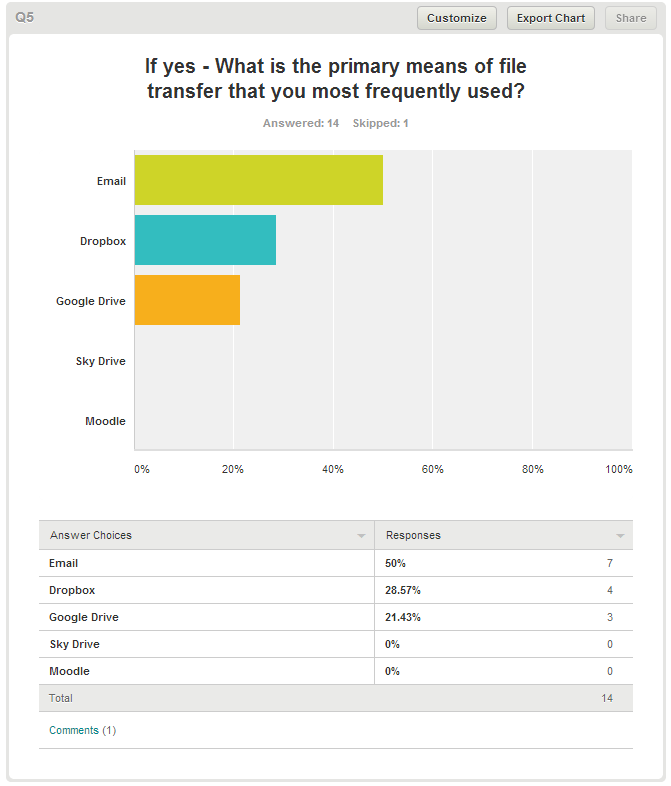 Q5
Customize Export Chart Share
If yes - What is the primary means of file
transfer that you most frequently used?
Answered: 14 Skipped: 1
Email
Dropbox
Google Drive
Sky Drive
Moodle
0% 20% 40% 60% 80% 100%
Answer Choices Responses
Email 50% 7
Dropbox 28.57% 4
Google Drive 21.43% 3
Sky Drive 0% 0
Moodle 0% 0
Total 14
Comments (1)